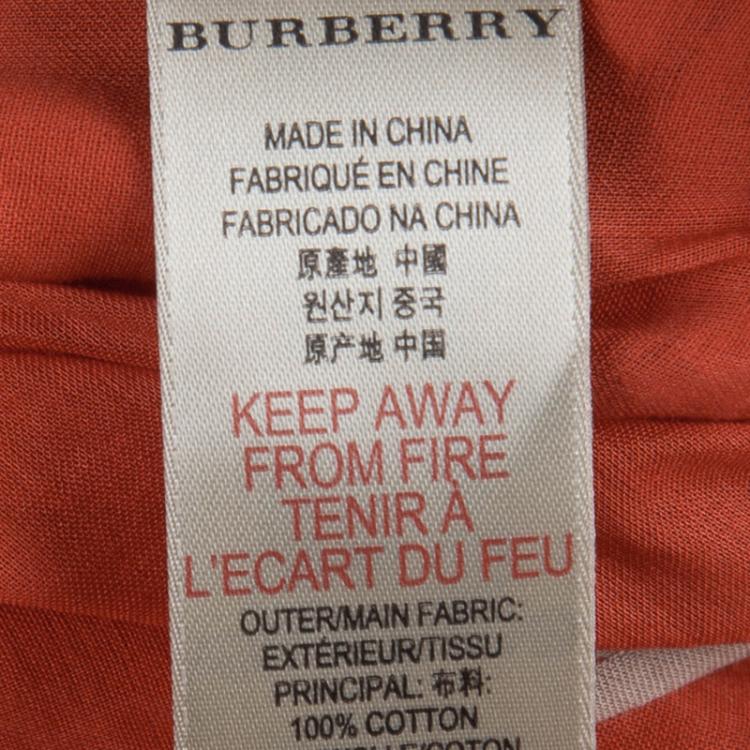 BURBERRY
MADE IN CHINA
FABRIQUÉ EN CHINE
FABRICADO NA CHINA
原產地 中國
원산지 중국
原产地 中国
KEEP AWAY
FROM FIRE
TENIR À
L'ECART DU FEU
OUTER/MAIN FABRIC:
EXTÉRIEUR/TISSU
PRINCIPAL: 布料:
100% COTTON